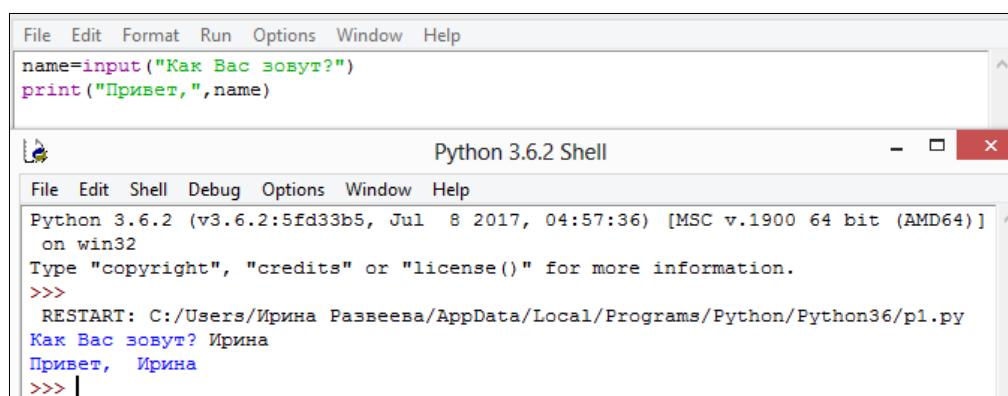 File Edit Format Run Options Window Help
name=input("Как Вас зовут?")
print("Привет,",name)
Python 3.6.2 Shell
File Edit Shell Debug Options Window Help
Python 3.6.2 (v3.6.2:5fd33b5, Jul  8 2017, 04:57:36) [MSC v.1900 64 bit (AMD64)]
on win32
Type "copyright", "credits" or "license()" for more information.
>>>
RESTART: C:/Users/Ирина Развеева/AppData/Local/Programs/Python/Python36/p1.py
Как Вас зовут? Ирина
Привет,  Ирина
>>>